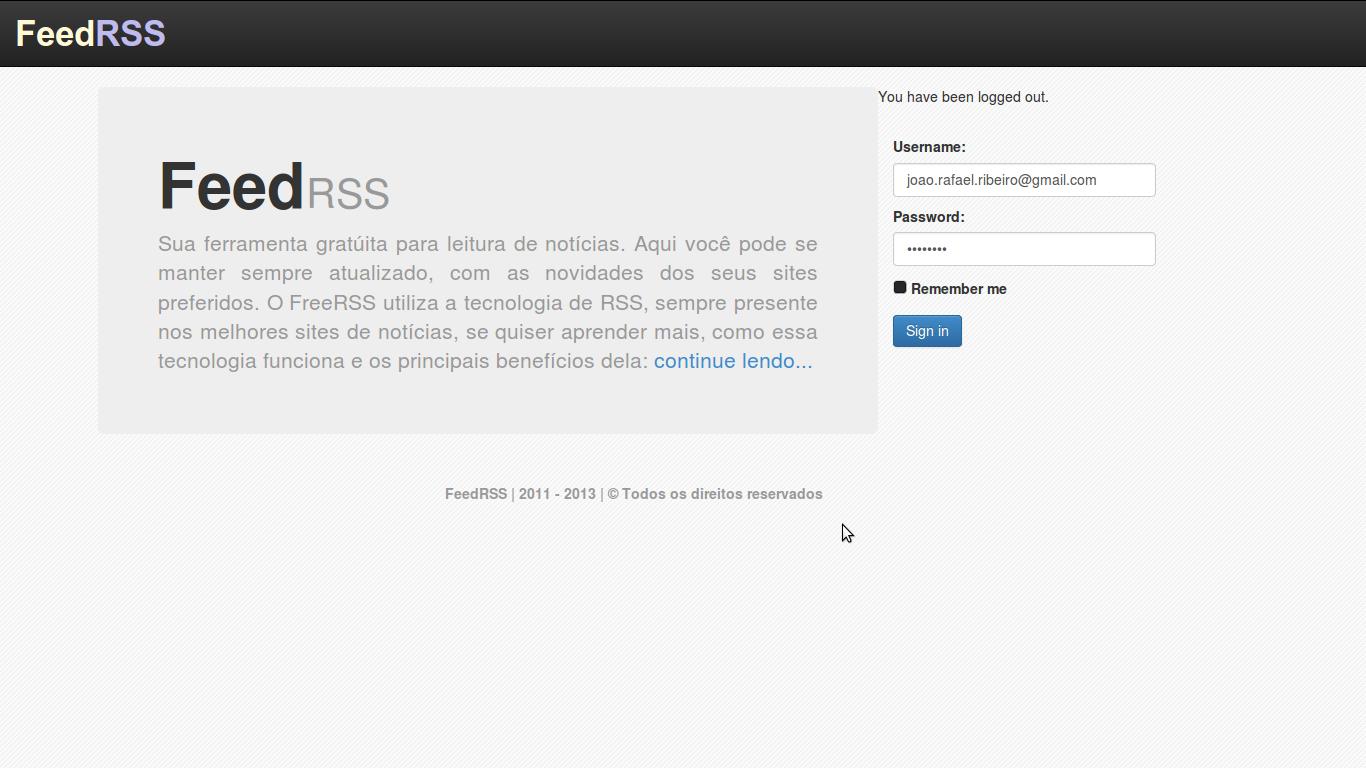 FeedRSS
FeedRSS
Sua ferramenta gratúita para leitura de notícias. Aqui você pode se
manter sempre atualizado, com as novidades dos seus sites
preferidos. O FreeRSS utiliza a tecnologia de RSS, sempre presente
nos melhores sites de notícias, se quiser aprender mais, como essa
tecnologia funciona e os principais benefícios dela: continue lendo...
You have been logged out.
Username:
joao.rafael.ribeiro@gmail.com
Password:
••••••••
Remember me
Sign in
FeedRSS | 2011 - 2013 | © Todos os direitos reservados